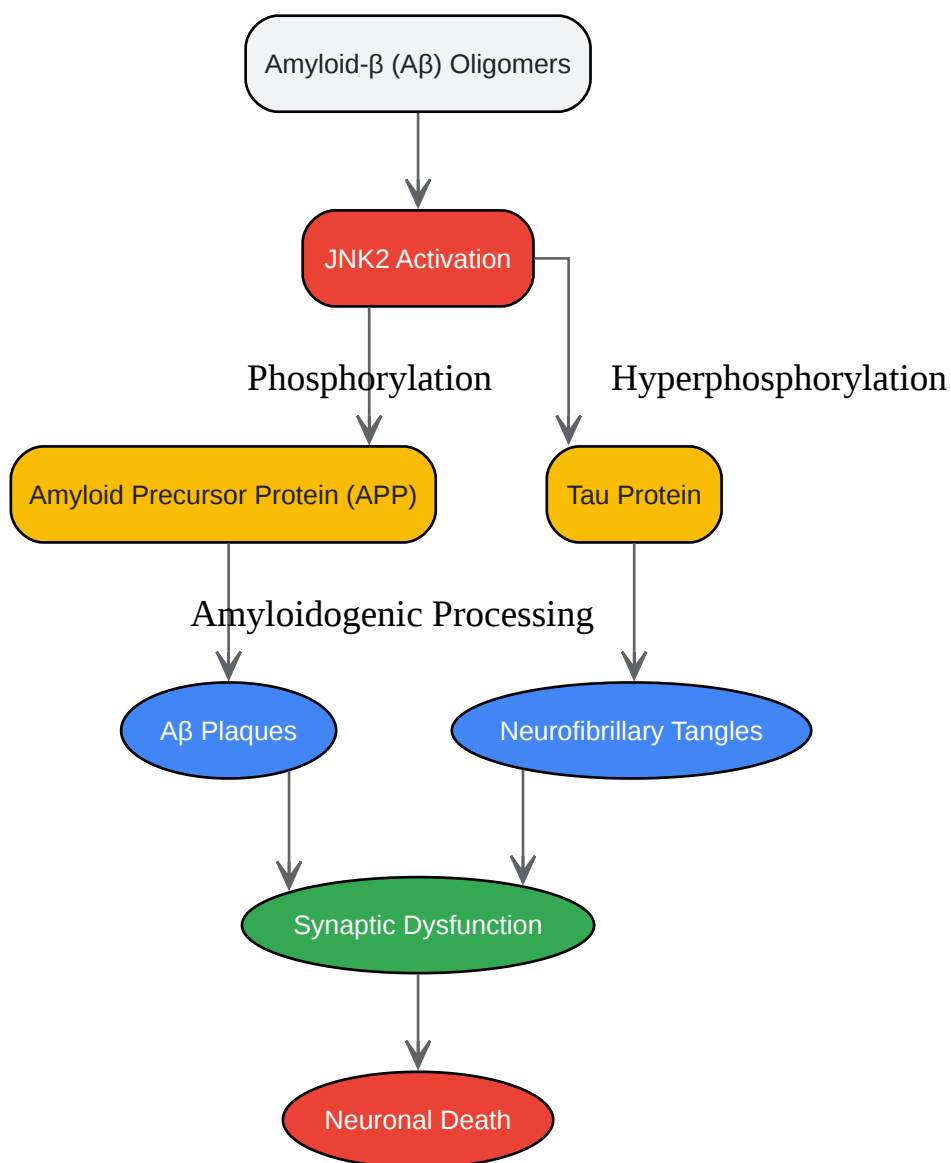 Amyloid-β (Aβ) Oligomers
JNK2 Activation
Phosphorylation
Hyperphosphorylation
Amyloid Precursor Protein (APP)
Tau Protein
Amyloidogenic Processing
Aβ Plaques
Neurofibrillary Tangles
Synaptic Dysfunction
Neuronal Death